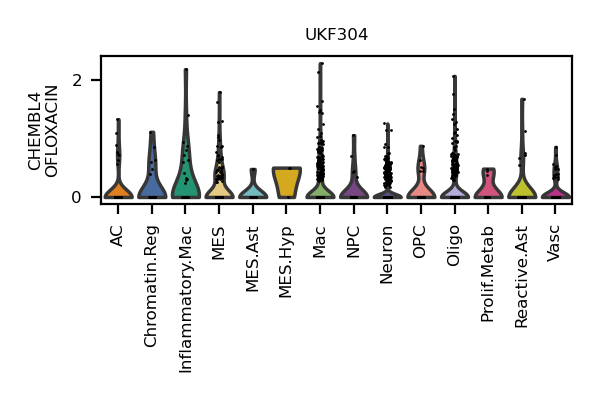 UKF304
CHEMBL4
OFLOXACIN
2
0
AC
Chromatin.Reg
Inflammatory.Mac
MES
MES.Ast
MES.Hyp
Mac
NPC
Neuron
OPC
Oligo
Prolif.Metab
Reactive.Ast
Vasc